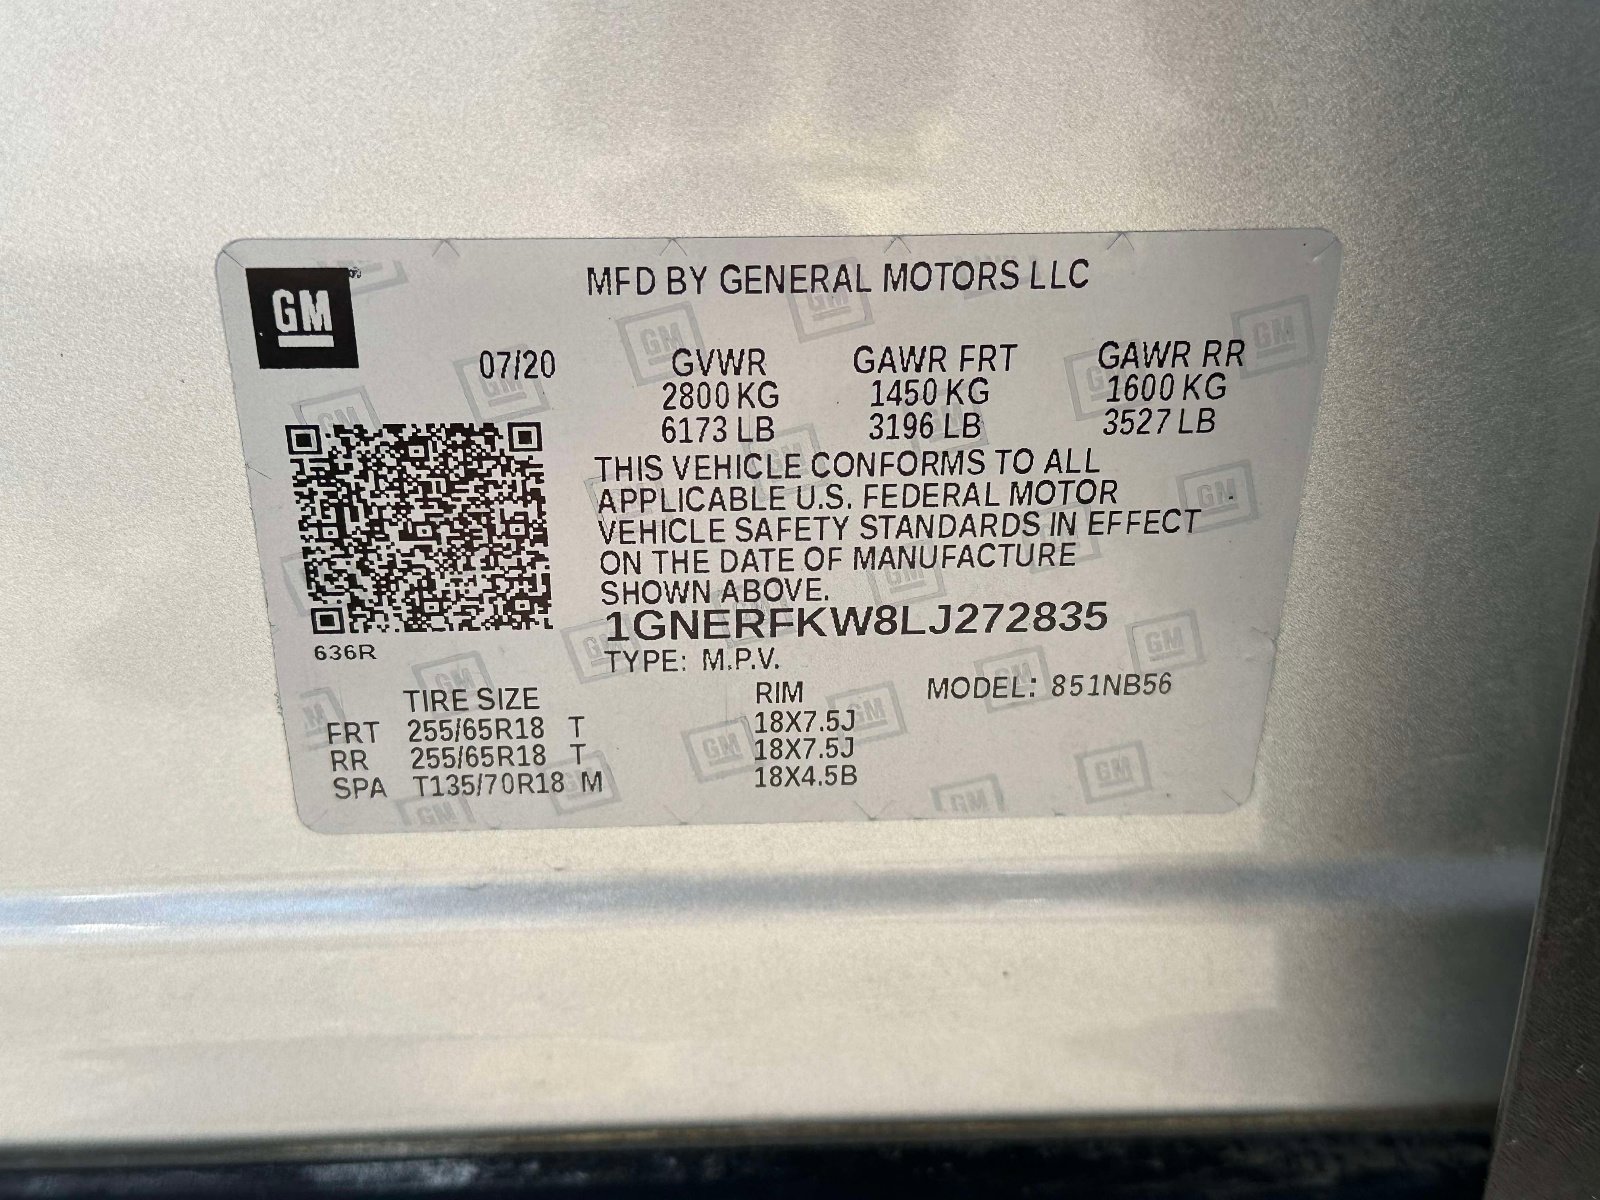 GM
MFD BY GENERAL MOTORS LLC
07/20 GVWR GAWR FRT GAWR RR
2800 KG 1450 KG 1600 KG
6173 LB 3196 LB 3527 LB
THIS VEHICLE CONFORMS TO ALL
APPLICABLE U.S. FEDERAL MOTOR
VEHICLE SAFETY STANDARDS IN EFFECT
ON THE DATE OF MANUFACTURE
SHOWN ABOVE.
1GNERFKW8LJ272835
636R
TYPE: M.P.V.
TIRE SIZE RIM MODEL: 851NB56
FRT 255/65R18 T 18X7.5J
RR 255/65R18 T 18X7.5J
SPA T135/70R18 M 18X4.5B